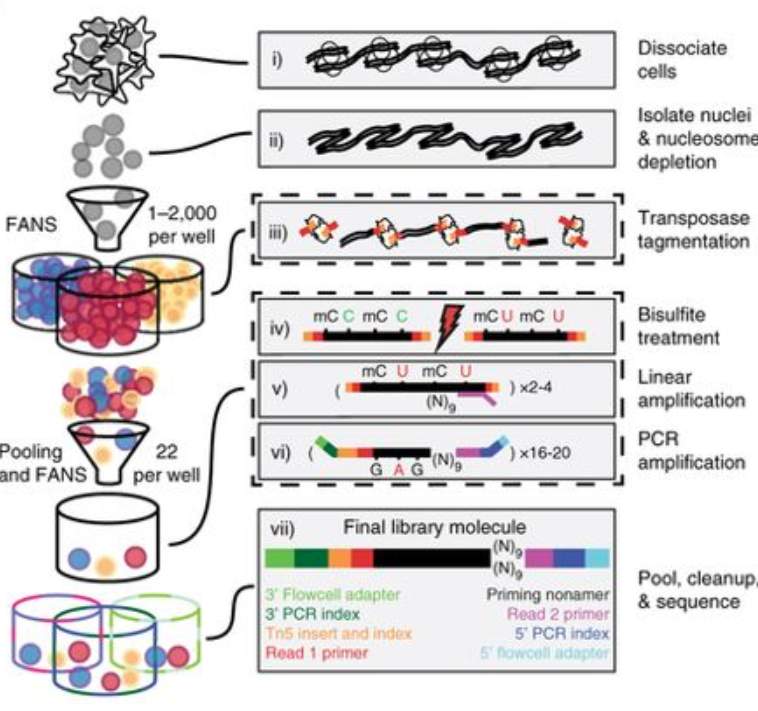 i)
Dissociate
cells
ii)
Isolate nuclei
& nucleosome
depletion
FANS
1–2,000
per well
iii)
Transposase
tagmentation
iv)
mC C mC C
mC U mC U
Bisulfite
treatment
v)
mC U mC U
( (N)9 ) ×2-4
Linear
amplification
Pooling
and FANS
22
per well
vi)
( G A G (N)9 ) ×16-20
PCR
amplification
vii) Final library molecule
(N)9
(N)9
3' Flowcell adapter
3' PCR index
Tn5 insert and index
Read 1 primer
Priming nonamer
Read 2 primer
5' PCR index
5' flowcell adapter
Pool, cleanup,
& sequence